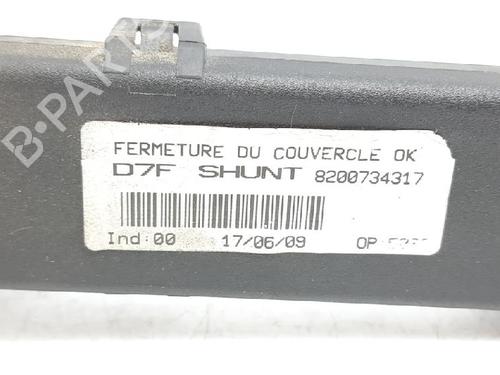 B-PARTS
FERMETURE DU COUVERCLE OK
D7F SHUNT 8200734317
Ind:00 17/06/09 OP